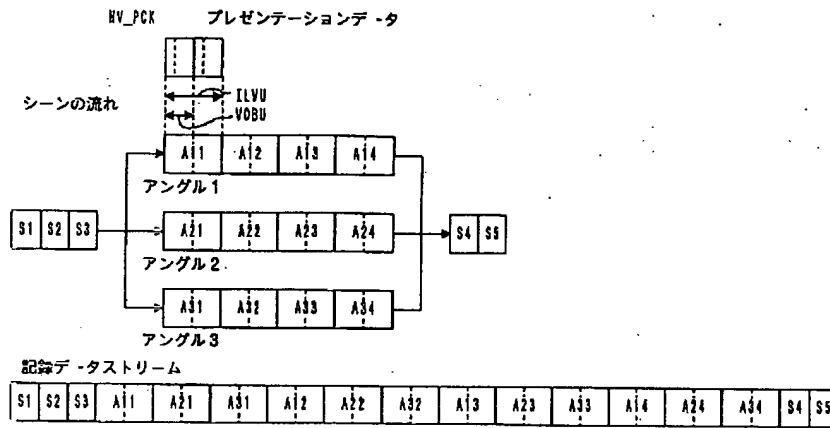 NV_PCK プレゼンテーションデータ
ILVU
シーンの流れ
VOBU
A11 A12 A13 A14
アングル1
S1 S2 S3 A21 A22 A23 A24 S4 S5
アングル2
A31 A32 A33 A34
アングル3
記録データストリーム
S1 S2 S3 A11 A21 A31 A12 A22 A32 A13 A23 A33 A14 A24 A34 S4 S5